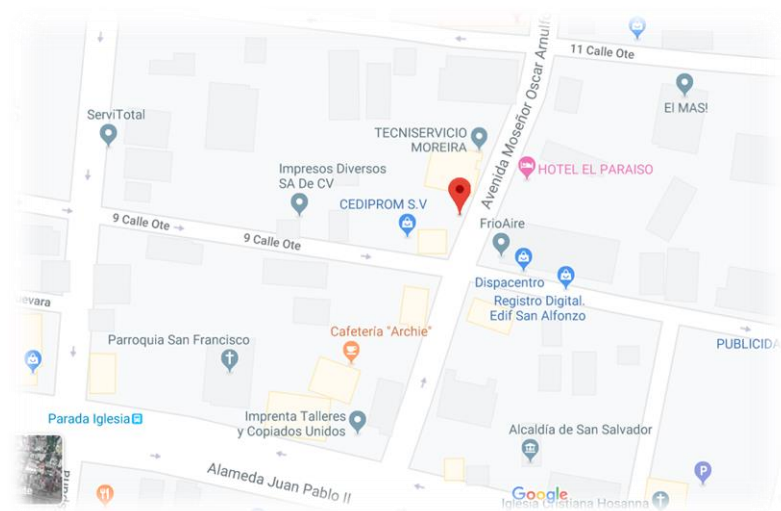 11 Calle Ote
Avenida Moseñor Oscar Arnulf
El MAS!
ServiTotal
TECNISERVICIO
MOREIRA
HOTEL EL PARAISO
Impresos Diversos
SA De CV
CEDIPROM S.V
9 Calle Ote
9 Calle Ote
FrioAire
Dispacentro
Registro Digital.
Edif San Alfonzo
evara
Cafetería "Archie"
Parroquia San Francisco
PUBLICIDA
Parada Iglesia
Imprenta Talleres
y Copiados Unidos
Alcaldía de San Salvador
Alameda Juan Pablo II
P
Google
Iglesia Cristiana Hosanna